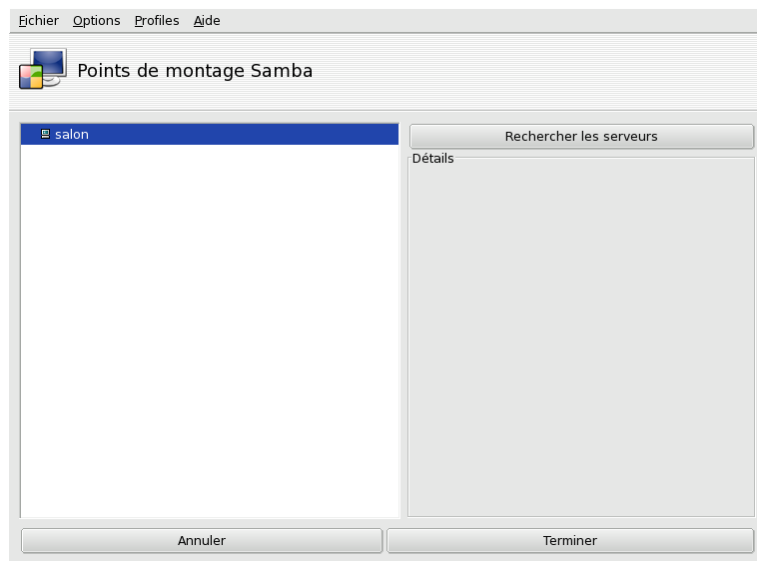 Fichier Options Profiles Aide
Points de montage Samba
salon
Rechercher les serveurs
Détails
Annuler Terminer